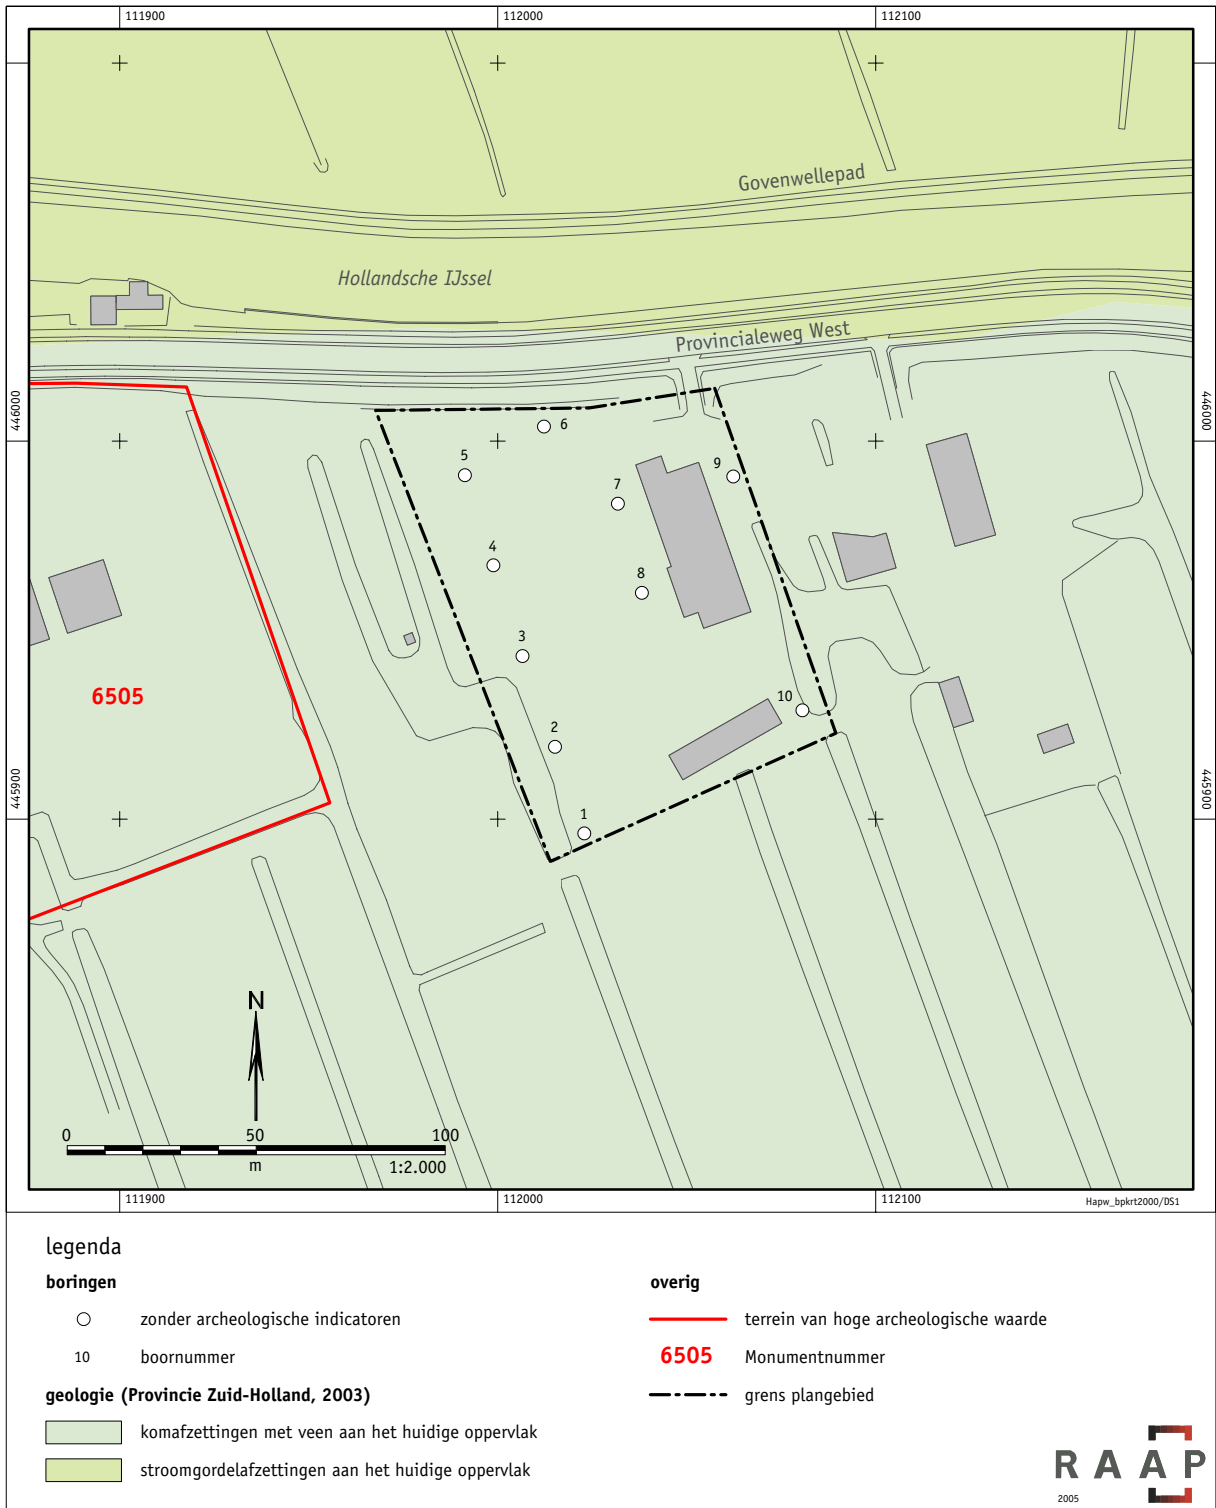 111900 112000 112100
Govenwellepad
Hollandsche IJssel
Provincialeweg West
446000 446000
6
5
9
7
4
8
3
6505
10
2
445900 445900
1
N
0 50 100
m 1:2.000
111900 112000 112100
Hapw_bpkrt2000/DS1
legenda
boringen
zonder archeologische indicatoren
10 boornummer
geologie (Provincie Zuid-Holland, 2003)
komafzettingen met veen aan het huidige oppervlak
stroomgordelafzettingen aan het huidige oppervlak
overig
terrein van hoge archeologische waarde
6505 Monumentnummer
grens plangebied
RAAP
2005